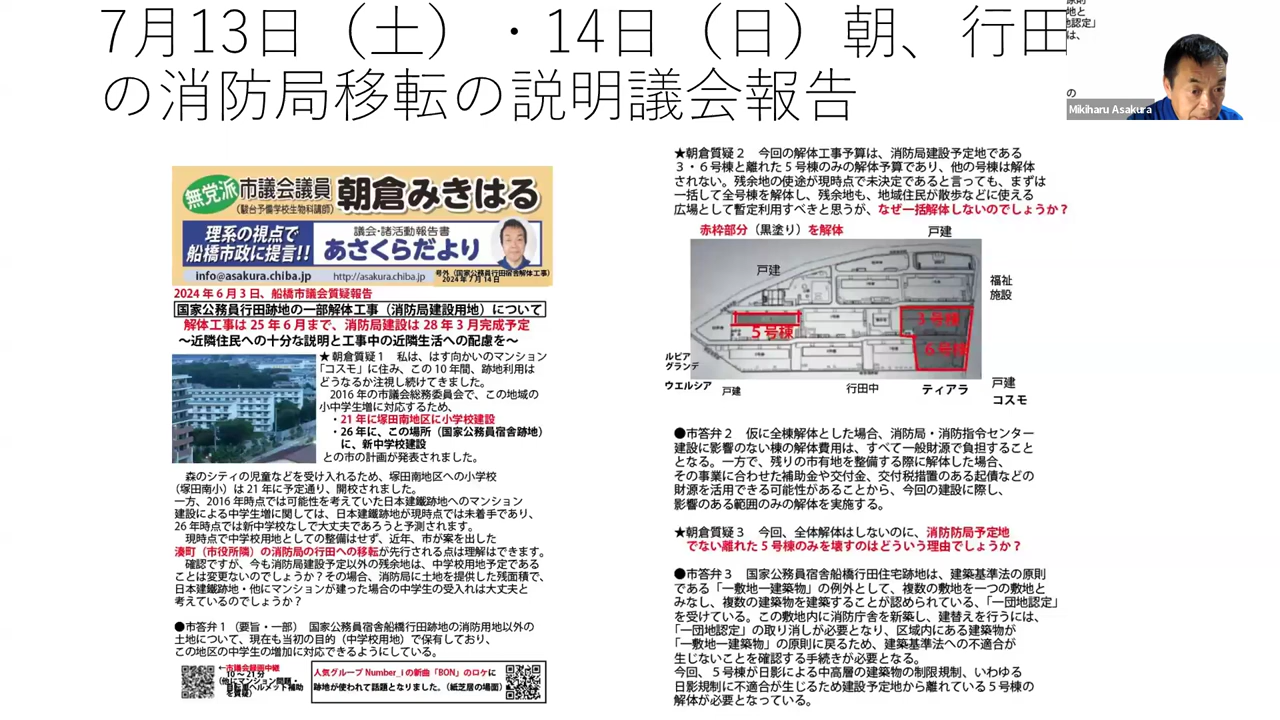 7月13日（土）・14日（日）朝、行田
の消防局移転の説明議会報告
地と
は、
の
Mikiharu Asakura
無党派
市議会議員
（駿台予備学校生物科講師）
朝倉みきはる
理系の視点で
船橋市政に提言!!
議会・諸活動報告書
あさくらだより
info@asakura.chiba.jp
http://asakura.chiba.jp
号外（国家公務員行田宿舎解体工事）
2024年7月14日
2024年6月3日、船橋市議会質疑報告
国家公務員行田跡地の一部解体工事（消防局建設用地）について
解体工事は25年6月まで、消防局建設は28年3月完成予定
～近隣住民への十分な説明と工事中の近隣生活への配慮を～
★朝倉質疑1　私は、はす向かいのマンション
「コスモ」に住み、この10年間、跡地利用は
どうなるか注視し続けてきました。
2016年の市議会総務委員会で、この地域の
小中学生増に対応するため、
・21年に塚田南地区に小学校建設
・26年に、この場所（国家公務員宿舎跡地）
に、新中学校建設
との市の計画が発表されました。
森のシティの児童などを受け入れるため、塚田南地区への小学校
（塚田南小）は21年に予定通り、開校されました。
一方、2016年時点では可能性を考えていた日本建鐵跡地へのマンション
建設による中学生増に関しては、日本建鐵跡地が現時点では未着手であり、
26年時点では新中学校なしで大丈夫であろうと予測されます。
現時点で中学校用地としての整備はせず、近年、市が案を出した
湊町（市役所隣）の消防局の行田への移転が先行される点は理解はできます。
確認ですが、今も消防局建設予定以外の残余地は、中学校用地予定である
ことは変更ないのでしょうか？その場合、消防局に土地を提供した残面積で、
日本建鐵跡地・他にマンションが建った場合の中学生の受入れは大丈夫と
考えているのでしょうか？
●市答弁1（要旨・一部）　国家公務員宿舎船橋行田跡地の消防用地以外の
土地について、現在も当初の目的（中学校用地）で保有しており、
この地区の中学生の増加に対応できるようにしている。
←市議会録画中継
10～21分
（他にマンション問題・
自転車ヘルメット補助
を質疑）
人気グループ Number_iの新曲「BON」のロケに
跡地が使われて話題となりました。（紙芝居の場面）
★朝倉質疑2　今回の解体工事予算は、消防局建設予定地である
3・6号棟と離れた5号棟のみの解体予算であり、他の号棟は解体
されない。残余地の使途が現時点で未決定であると言っても、まずは
一括して全号棟を解体し、残余地も、地域住民が散歩などに使える
広場として暫定利用すべきと思うが、なぜ一括解体しないのでしょうか？
赤枠部分（黒塗り）を解体
戸建
戸建
福祉
施設
5号棟
3号棟
6号棟
ルピア
グランデ
ウエルシア
戸建
行田中
ティアラ
戸建
コスモ
●市答弁2　仮に全棟解体とした場合、消防局・消防指令センター
建設に影響のない棟の解体費用は、すべて一般財源で負担すること
となる。一方で、残りの市有地を整備する際に解体した場合、
その事業に合わせた補助金や交付金、交付税措置のある起債などの
財源を活用できる可能性があることから、今回の建設に際し、
影響のある範囲のみの解体を実施する。
★朝倉質疑3　今回、全体解体はしないのに、消防防局予定地
でない離れた5号棟のみを壊すのはどういう理由でしょうか？
●市答弁3　国家公務員宿舎船橋行田住宅跡地は、建築基準法の原則
である「一敷地一建築物」の例外として、複数の敷地を一つの敷地と
みなし、複数の建築物を建築することが認められている、「一団地認定」
を受けている。この敷地内に消防庁舎を新築し、建替えを行うには、
「一団地認定」の取り消しが必要となり、区域内にある建築物が
「一敷地一建築物」の原則に戻るため、建築基準法への不適合が
生じないことを確認する手続きが必要となる。
今回、5号棟が日影による中高層の建築物の制限規制、いわゆる
日影規制に不適合が生じるため建設予定地から離れている5号棟の
解体が必要となっている。